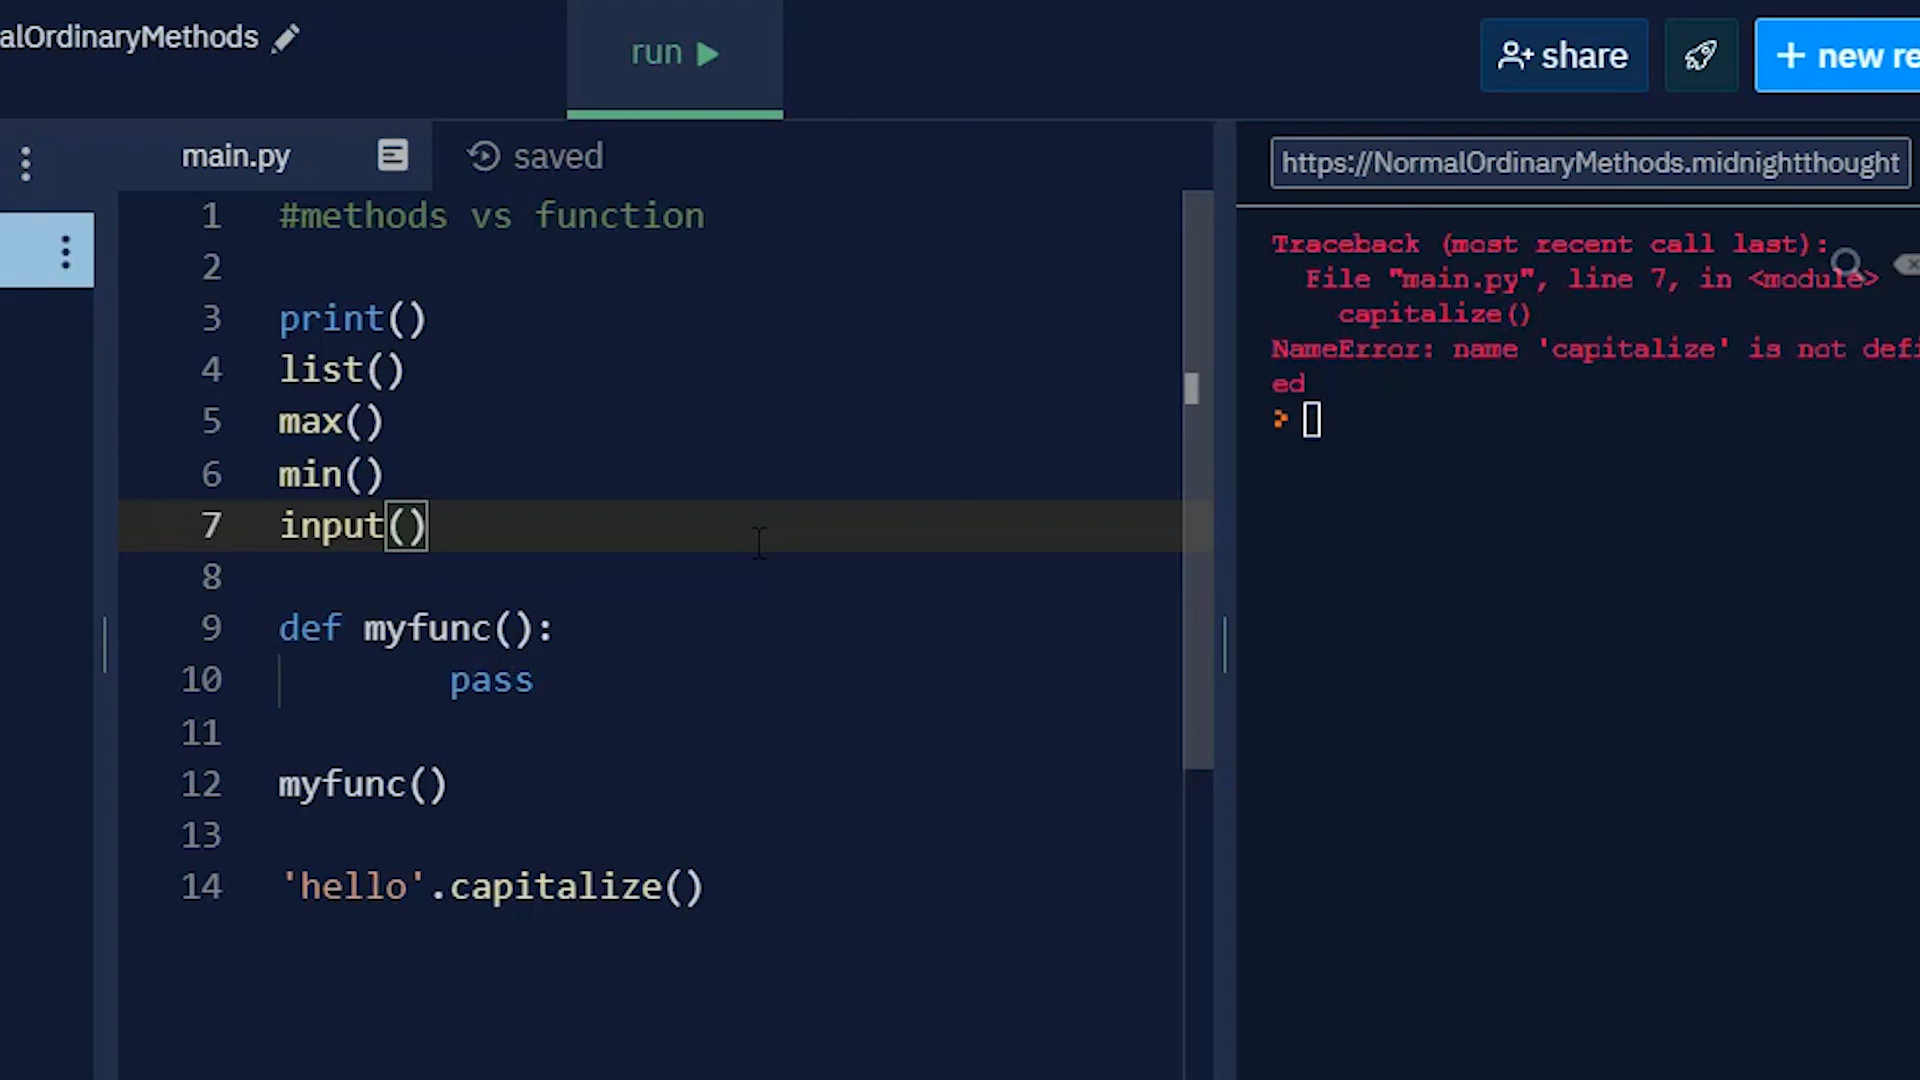 alOrdinaryMethods
run
share
+ new re
main.py
saved
https://NormalOrdinaryMethods.midnightthought
1 #methods vs function
2
3 print()
4 list()
5 max()
6 min()
7 input()
8
9 def myfunc():
10 pass
11
12 myfunc()
13
14 'hello'.capitalize()
Traceback (most recent call last):
File "main.py", line 7, in <module>
capitalize()
NameError: name 'capitalize' is not defi
ed
>